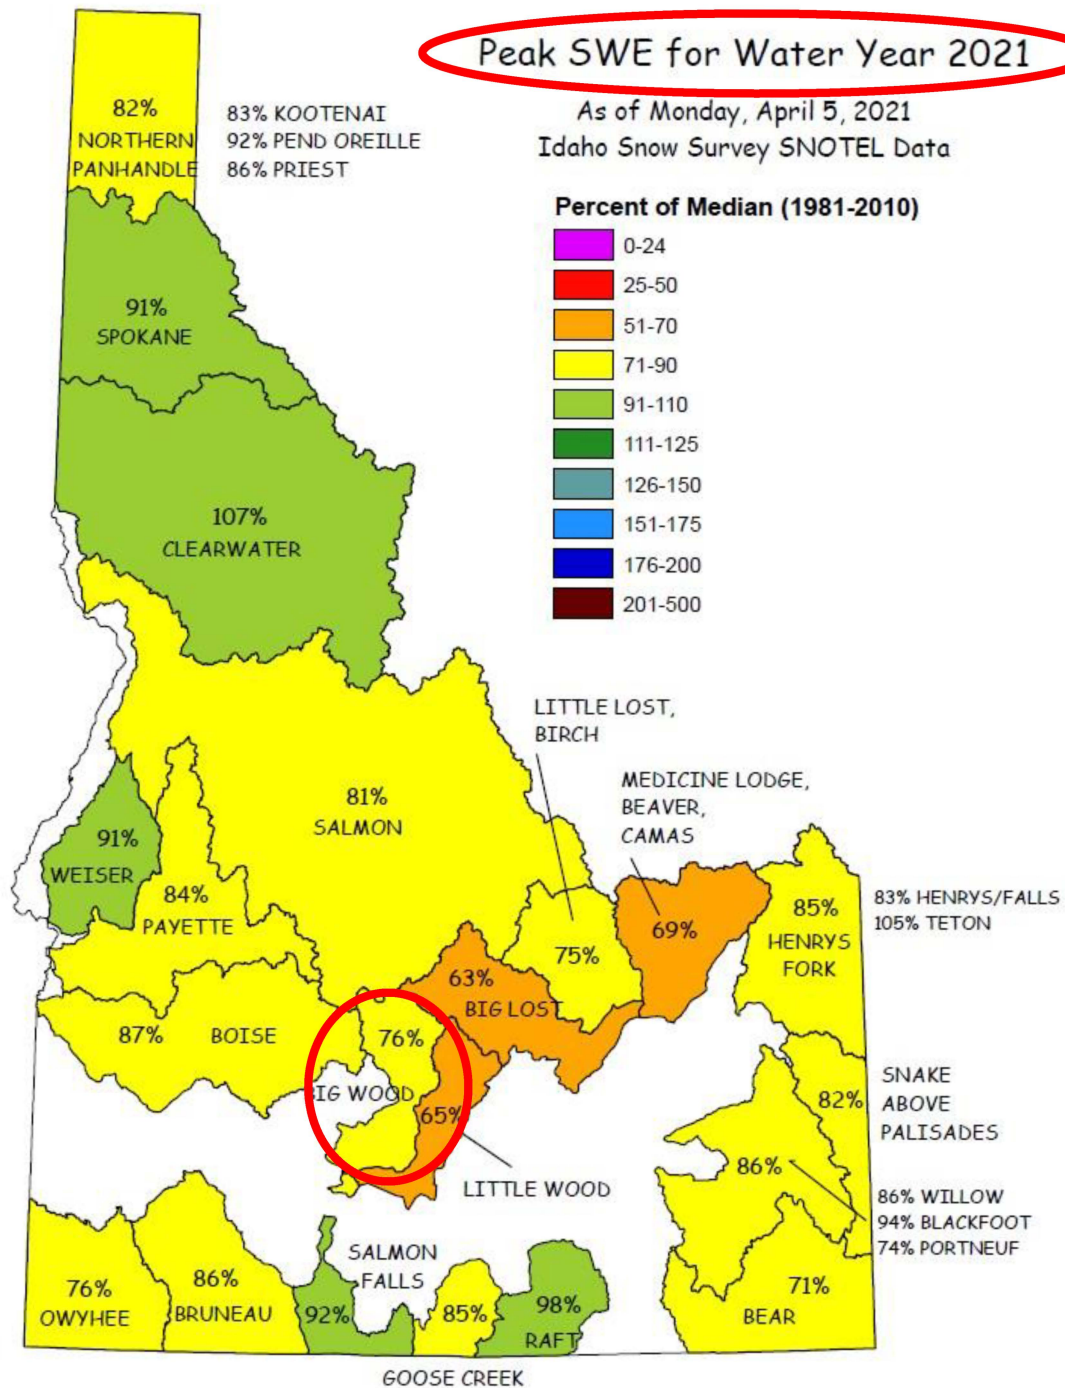 Peak SWE for Water Year 2021
As of Monday, April 5, 2021
Idaho Snow Survey SNOTEL Data
Percent of Median (1981-2010)
0-24
25-50
51-70
71-90
91-110
111-125
126-150
151-175
176-200
201-500
82%
NORTHERN
PANHANDLE
83% KOOTENAI
92% PEND OREILLE
86% PRIEST
91%
SPOKANE
107%
CLEARWATER
LITTLE LOST,
BIRCH
MEDICINE LODGE,
BEAVER,
CAMAS
81%
SALMON
91%
WEISER
84%
PAYETTE
75%
69%
85%
HENRYS
FORK
83% HENRYS/FALLS
105% TETON
63%
BIG LOST
87%
BOISE
76%
BIG WOOD
65%
LITTLE WOOD
82%
SNAKE
ABOVE
PALISADES
86%
86% WILLOW
94% BLACKFOOT
74% PORTNEUF
76%
OWYHEE
86%
BRUNEAU
SALMON
FALLS
92%
85%
98%
RAFT
71%
BEAR
GOOSE CREEK